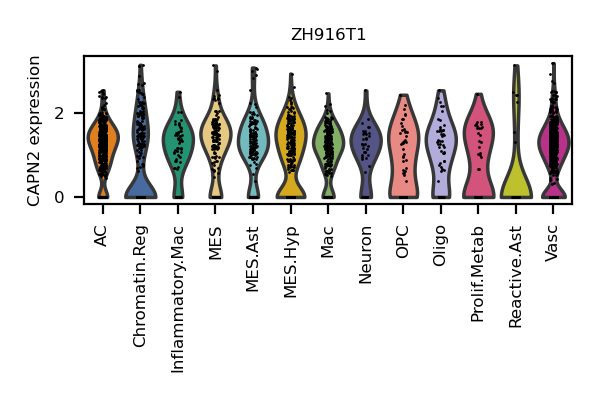 ZH916T1
CAPN2 expression
2
0
AC
Chromatin.Reg
Inflammatory.Mac
MES
MES.Ast
MES.Hyp
Mac
Neuron
OPC
Oligo
Prolif.Metab
Reactive.Ast
Vasc